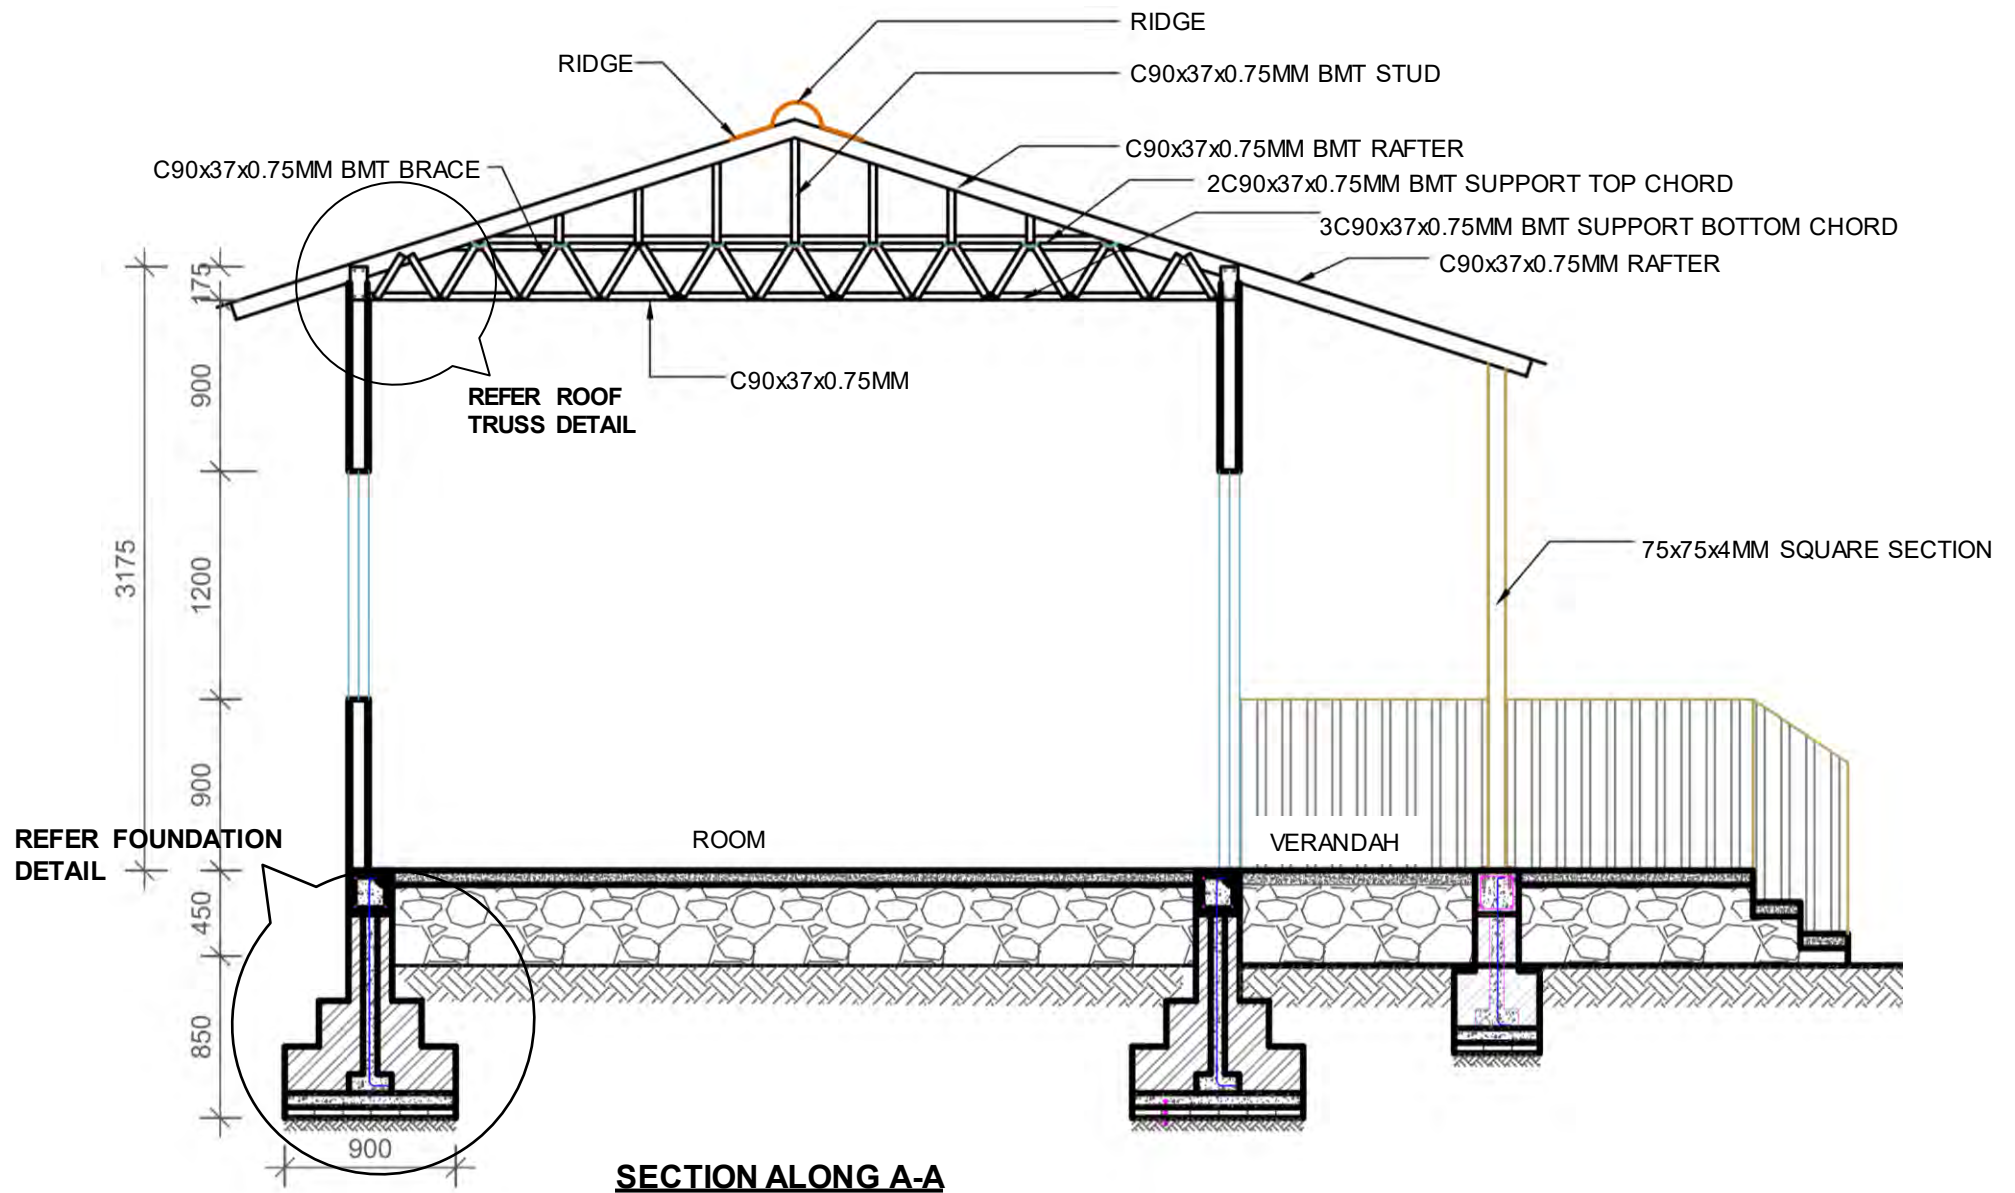 RIDGE
RIDGE
C90x37x0.75MM BMT STUD
C90x37x0.75MM BMT RAFTER
C90x37x0.75MM BMT BRACE
2C90x37x0.75MM BMT SUPPORT TOP CHORD
3C90x37x0.75MM BMT SUPPORT BOTTOM CHORD
C90x37x0.75MM RAFTER
175
C90x37x0.75MM
900
REFER ROOF
TRUSS DETAIL
3175
1200
75x75x4MM SQUARE SECTION
900
REFER FOUNDATION
DETAIL
ROOM
VERANDAH
450
850
900
SECTION ALONG A-A